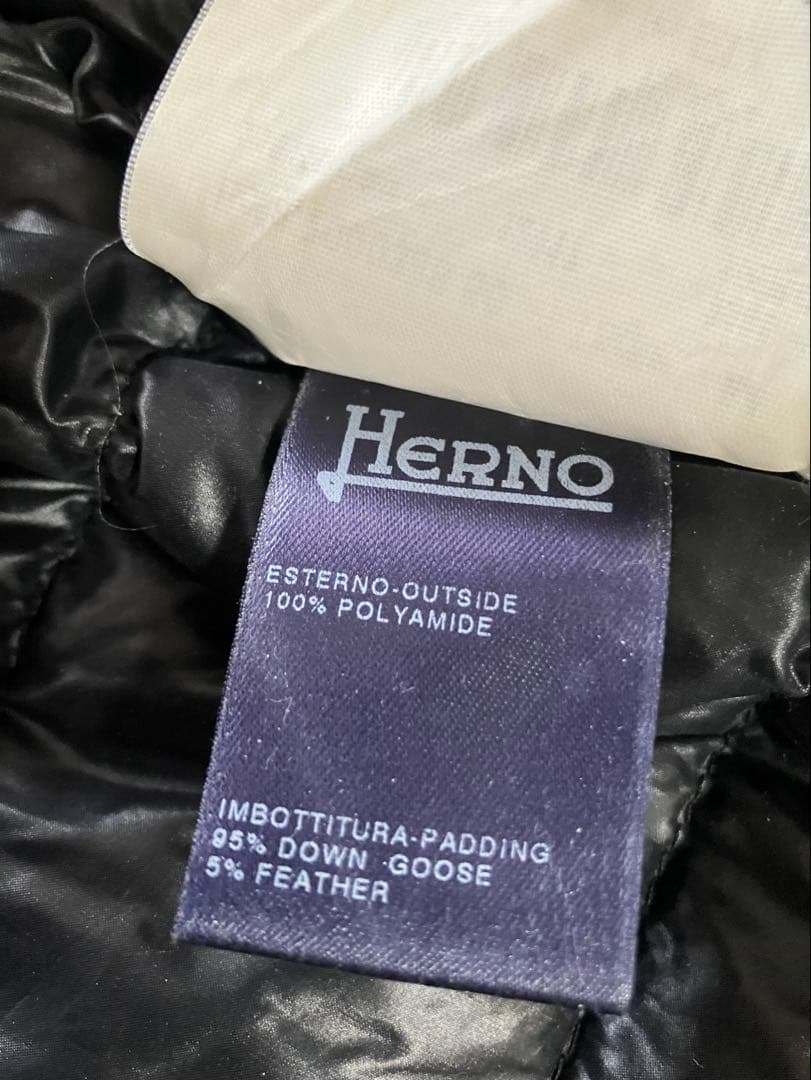 HERNO
ESTERNO-OUTSIDE
100% POLYAMIDE
IMBOTTITURA-PADDING
95% DOWN GOOSE
5% FEATHER